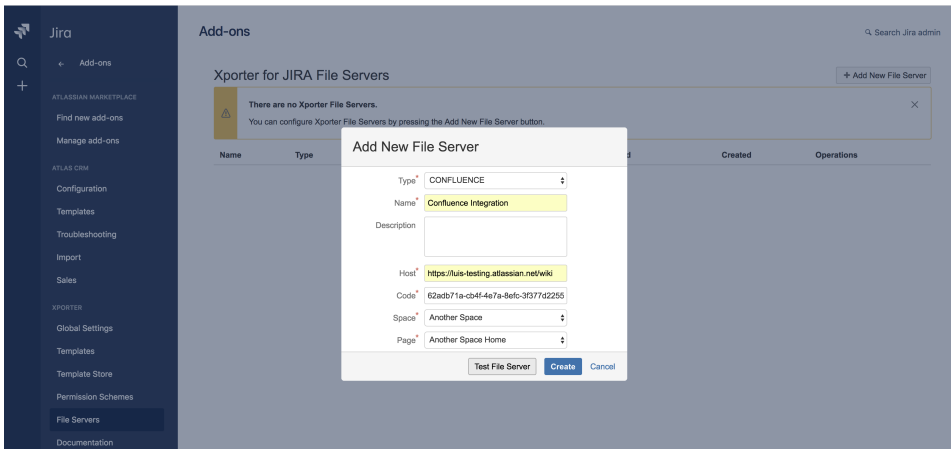 Jira
Add-ons
Search Jira admin
← Add-ons
Xporter for JIRA File Servers
+ Add New File Server
ATLASSIAN MARKETPLACE
There are no Xporter File Servers.
Find new add-ons
You can configure Xporter File Servers by pressing the Add New File Server button.
Manage add-ons
Name Type d Created Operations
Add New File Server
ATLAS CRM
Type* CONFLUENCE
Configuration
Name* Confluence Integration
Templates
Description
Troubleshooting
Import
Host* https://luis-testing.atlassian.net/wiki
Sales
Code* 62adb71a-cb4f-4e7a-8efc-3f377d2255
XPORTER
Space* Another Space
Global Settings
Page* Another Space Home
Templates
Test File Server Create Cancel
Template Store
Permission Schemes
File Servers
Documentation